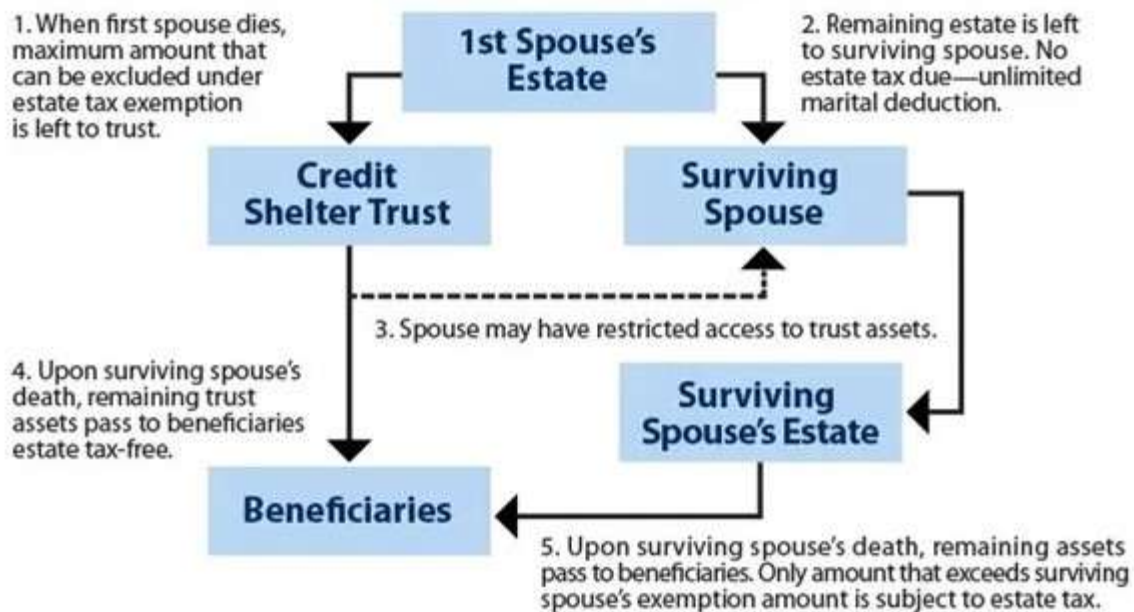 1. When first spouse dies,
maximum amount that
can be excluded under
estate tax exemption
is left to trust.
1st Spouse's
Estate
2. Remaining estate is left
to surviving spouse. No
estate tax due—unlimited
marital deduction.
Credit
Shelter Trust
Surviving
Spouse
3. Spouse may have restricted access to trust assets.
4. Upon surviving spouse's
death, remaining trust
assets pass to beneficiaries
estate tax-free.
Surviving
Spouse's Estate
Beneficiaries
5. Upon surviving spouse's death, remaining assets
pass to beneficiaries. Only amount that exceeds surviving
spouse's exemption amount is subject to estate tax.